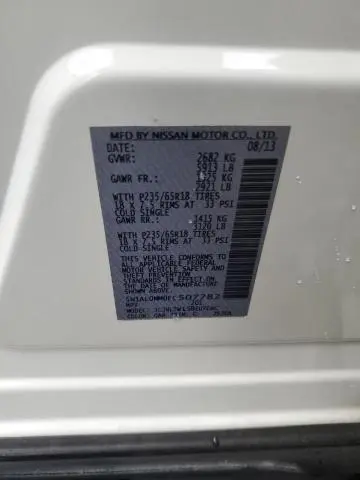 MFD BY NISSAN MOTOR CO., LTD.
DATE: 08/13
GVWR: 2682 KG
5913 LB
GAWR FR: 1325 KG
2921 LB
WITH P235/65R18 TIRES
18 X 7.5 RIMS AT 33 PSI
COLD SINGLE
GAWR RR: 1415 KG
3120 LB
WITH P235/65R18 TIRES
18 X 7.5 RIMS AT 33 PSI
COLD SINGLE
THIS VEHICLE CONFORMS TO
ALL APPLICABLE FEDERAL
MOTOR VEHICLE SAFETY AND
THEFT PREVENTION STANDARDS
IN EFFECT ON THE DATE OF
MANUFACTURE SHOWN ABOVE.
MPV
MODEL:
COLOR: